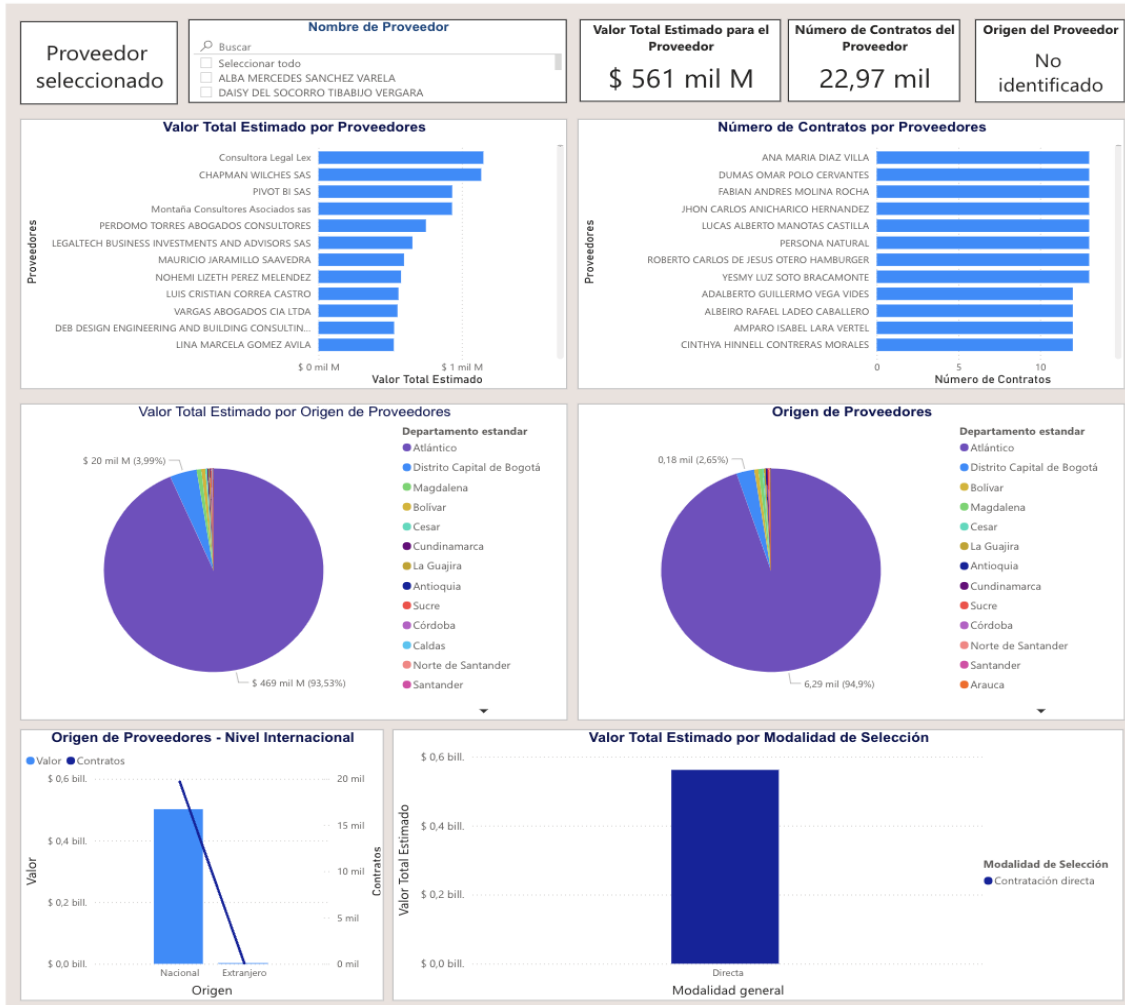 Proveedor
seleccionado
Nombre de Proveedor
Buscar
Seleccionar todo
ALBA MERCEDES SANCHEZ VARELA
DAISY DEL SOCORRO TIBABIJO VERGARA
Valor Total Estimado para el
Proveedor
$ 561 mil M
Número de Contratos del
Proveedor
22,97 mil
Origen del Proveedor
No
identificado
Valor Total Estimado por Proveedores
Proveedores
Consultora Legal Lex
CHAPMAN WILCHES SAS
PIVOT BI SAS
Montaña Consultores Asociados sas
PERDOMO TORRES ABOGADOS CONSULTORES
LEGALTECH BUSINESS INVESTMENTS AND ADVISORS SAS
MAURICIO JARAMILLO SAAVEDRA
NOHEMI LIZETH PEREZ MELENDEZ
LUIS CRISTIAN CORREA CASTRO
VARGAS ABOGADOS CIA LTDA
DEB DESIGN ENGINEERING AND BUILDING CONSULTIN...
LINA MARCELA GOMEZ AVILA
$ 0 mil M $ 1 mil M
Valor Total Estimado
Número de Contratos por Proveedores
Proveedores
ANA MARIA DIAZ VILLA
DUMAS OMAR POLO CERVANTES
FABIAN ANDRES MOLINA ROCHA
JHON CARLOS ANICHARICO HERNANDEZ
LUCAS ALBERTO MANOTAS CASTILLA
PERSONA NATURAL
ROBERTO CARLOS DE JESUS OTERO HAMBURGER
YESMY LUZ SOTO BRACAMONTE
ADALBERTO GUILLERMO VEGA VIDES
ALBEIRO RAFAEL LADEO CABALLERO
AMPARO ISABEL LARA VERTEL
CINTHYA HINNELL CONTRERAS MORALES
0 5 10
Número de Contratos
Valor Total Estimado por Origen de Proveedores
$ 20 mil M (3,99%)
$ 469 mil M (93,53%)
Departamento estandar
Atlántico
Distrito Capital de Bogotá
Magdalena
Bolívar
Cesar
Cundinamarca
La Guajira
Antioquia
Sucre
Córdoba
Caldas
Norte de Santander
Santander
Origen de Proveedores
0,18 mil (2,65%)
6,29 mil (94,9%)
Departamento estandar
Atlántico
Distrito Capital de Bogotá
Bolívar
Magdalena
Cesar
La Guajira
Antioquia
Cundinamarca
Sucre
Córdoba
Norte de Santander
Santander
Arauca
Origen de Proveedores - Nivel Internacional
Valor Contratos
Valor
$ 0,6 bill.
$ 0,4 bill.
$ 0,2 bill.
$ 0,0 bill.
20 mil
15 mil
10 mil
5 mil
0 mil
Contratos
Nacional Extranjero
Origen
Valor Total Estimado por Modalidad de Selección
Valor Total Estimado
$ 0,6 bill.
$ 0,4 bill.
$ 0,2 bill.
$ 0,0 bill.
Directa
Modalidad general
Modalidad de Selección
Contratación directa